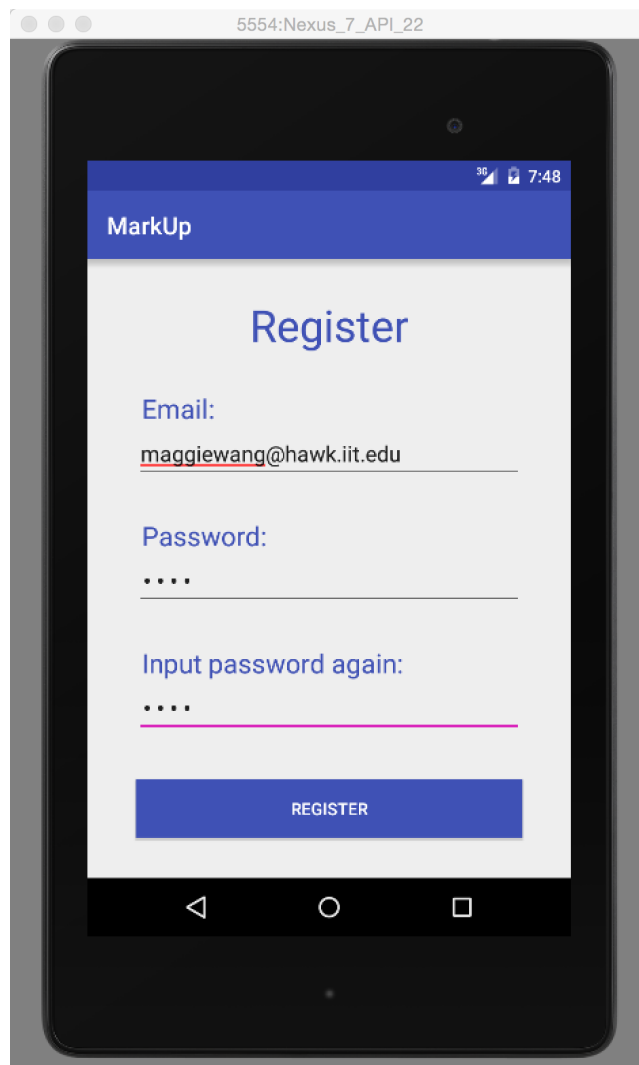 5554:Nexus_7_API_22
3G 7:48
MarkUp
Register
Email:
maggiewang@hawk.iit.edu
Password:
••••
Input password again:
••••
REGISTER